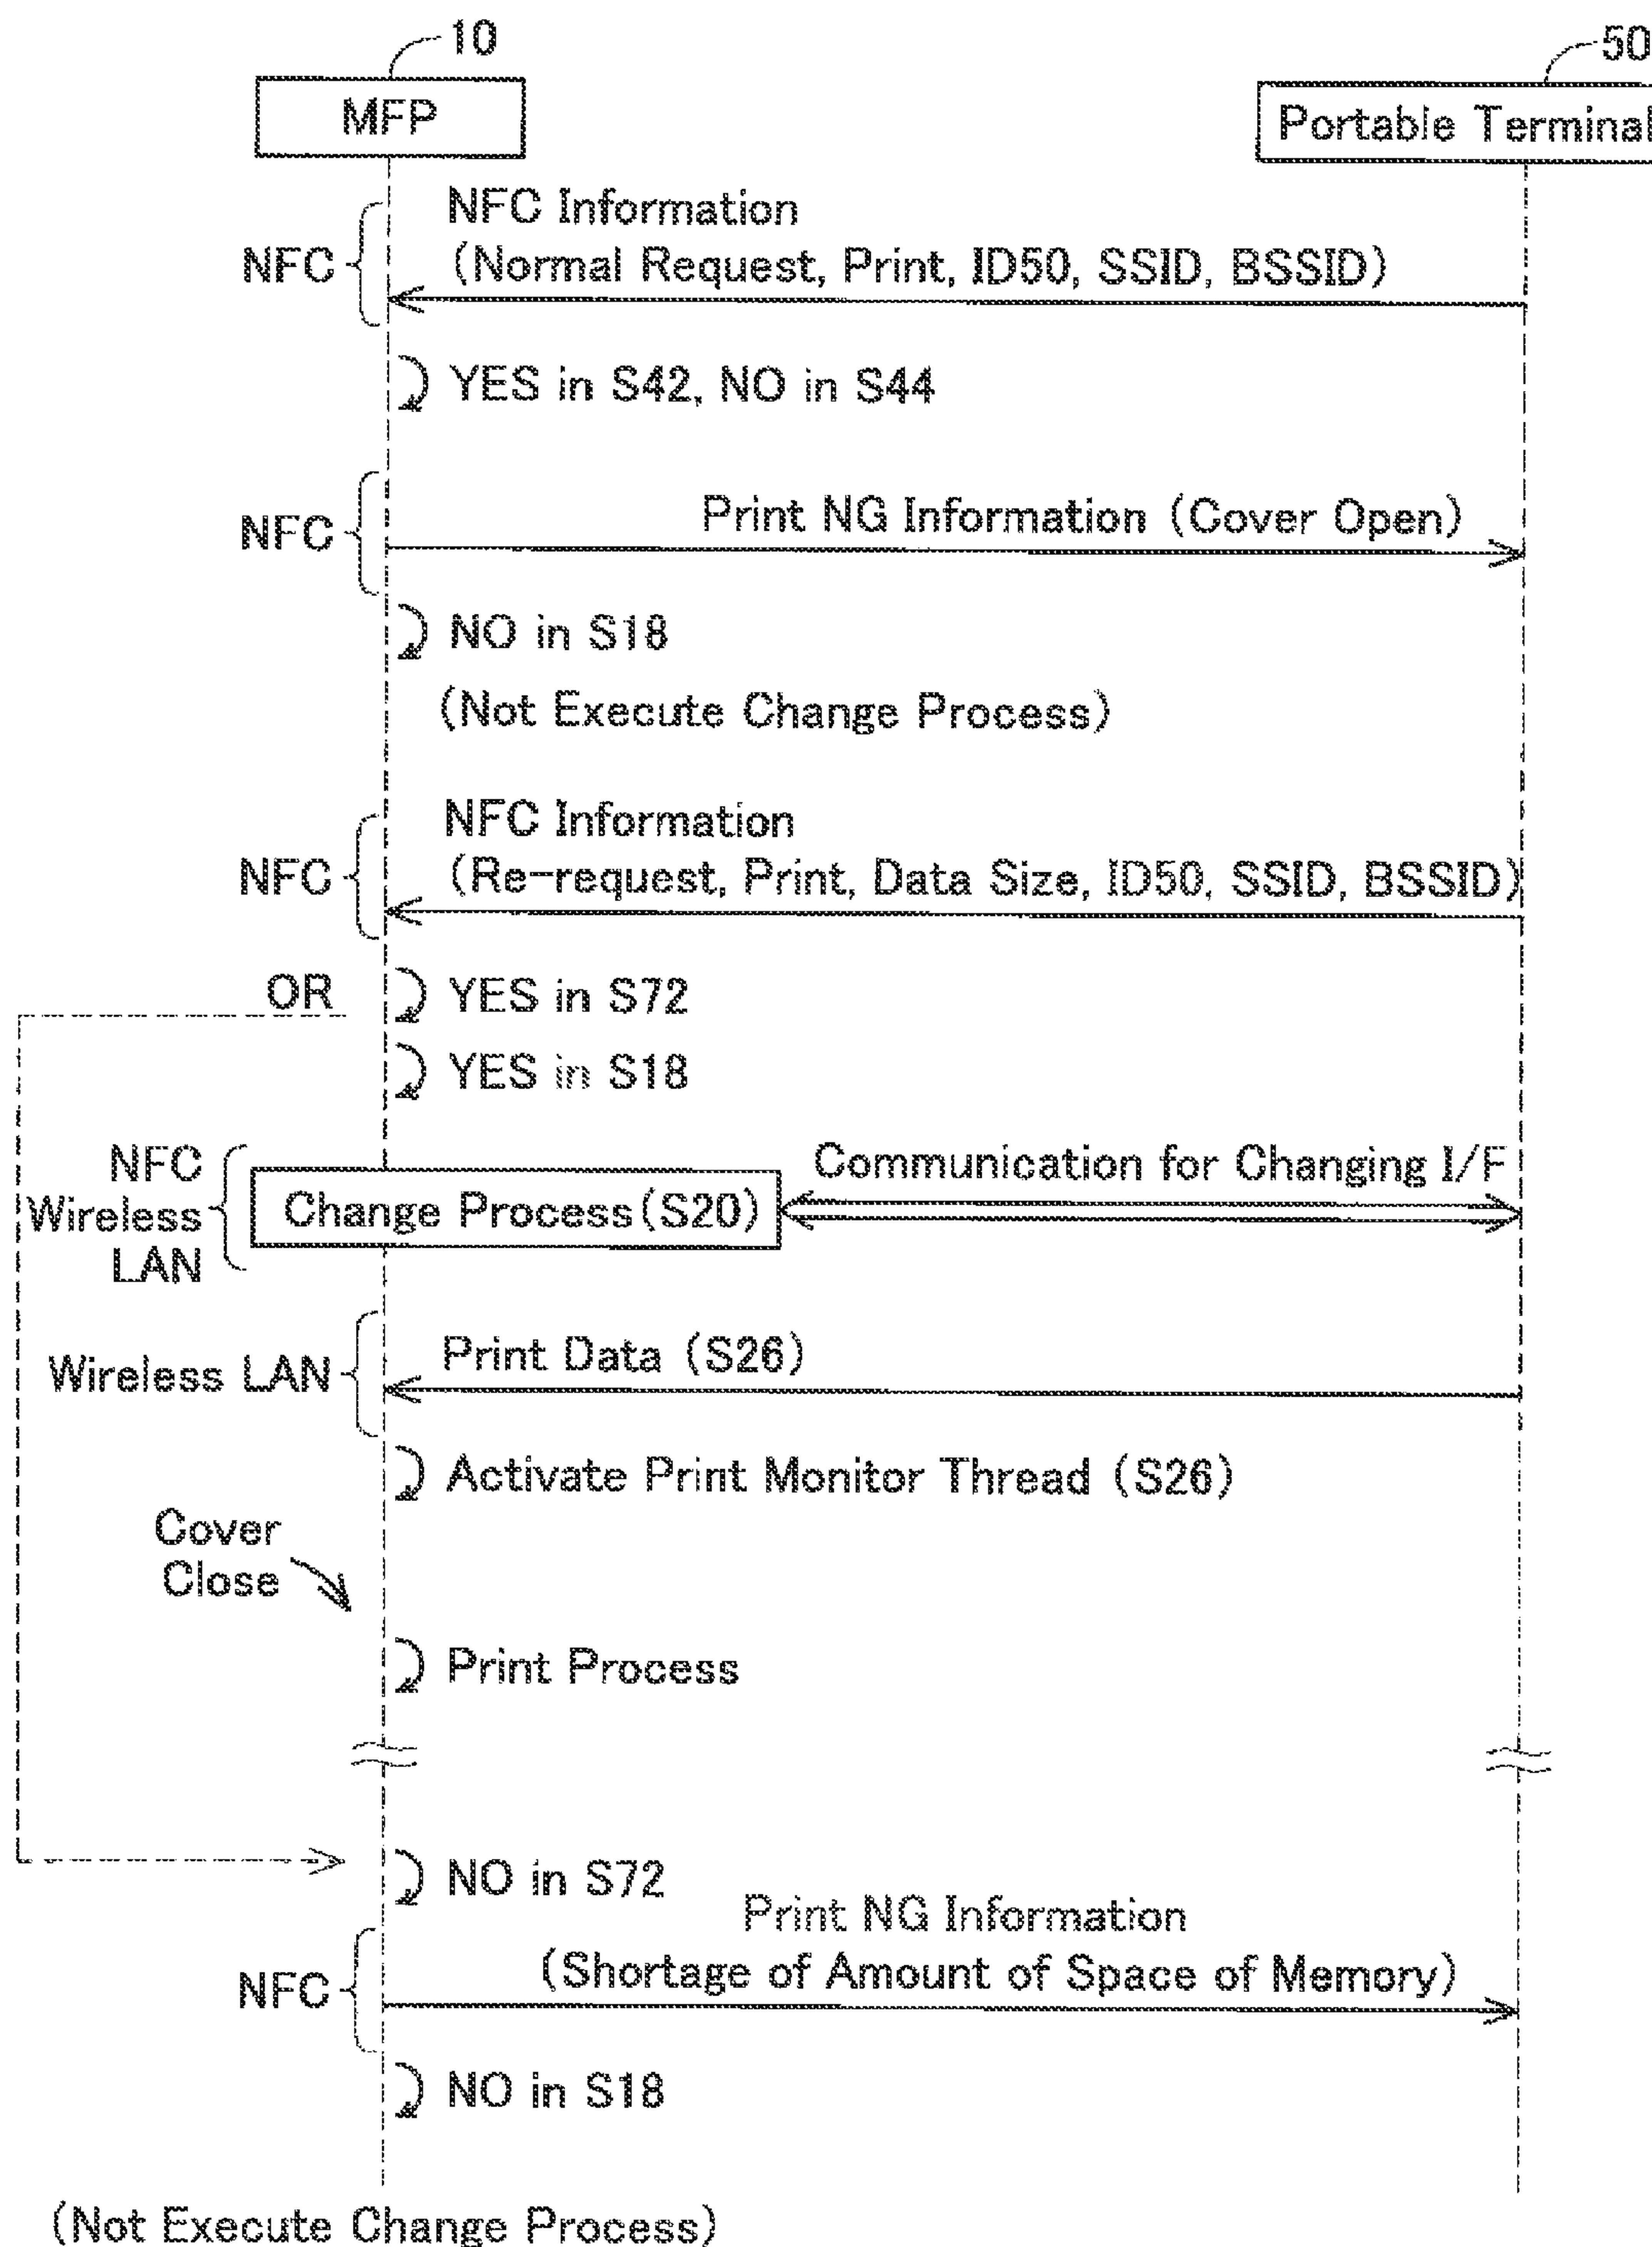 10
50
MFP
Portable Terminal
NFC Information
NFC
(Normal Request, Print, ID50, SSID, BSSID)
YES in S42, NO in S44
Print NG Information (Cover Open)
NFC
NO in S18
(Not Execute Change Process)
NFC Information
NFC
(Re-request, Print, Data Size, ID50, SSID, BSSID)
OR
YES in S72
YES in S18
NFC
Wireless
LAN
Change Process(S20)
Communication for Changing I/F
Print Data (S26)
Wireless LAN
Activate Print Monitor Thread (S26)
Cover
Close
Print Process
NO in S72
Print NG Information
(Shortage of Amount of Space of Memory)
NFC
NO in S18
(Not Execute Change Process)